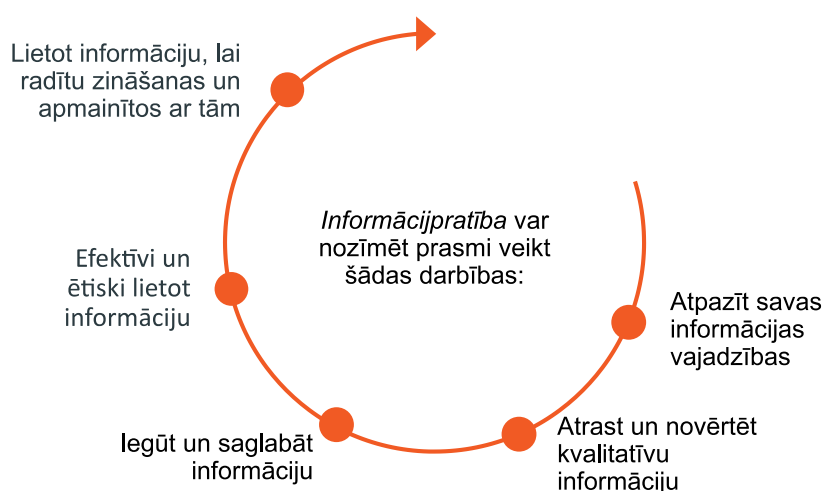 Informācijpratība var
nozīmēt prasmi veikt
šādas darbības:
Atpazīt savas
informācijas
vajadzības
Atrast un novērtēt
kvalitatīvu
informāciju
Iegūt un saglabāt
informāciju
Efektīvi un
ētiski lietot
informāciju
Lietot informāciju, lai
radītu zināšanas un
apmainītos ar tām